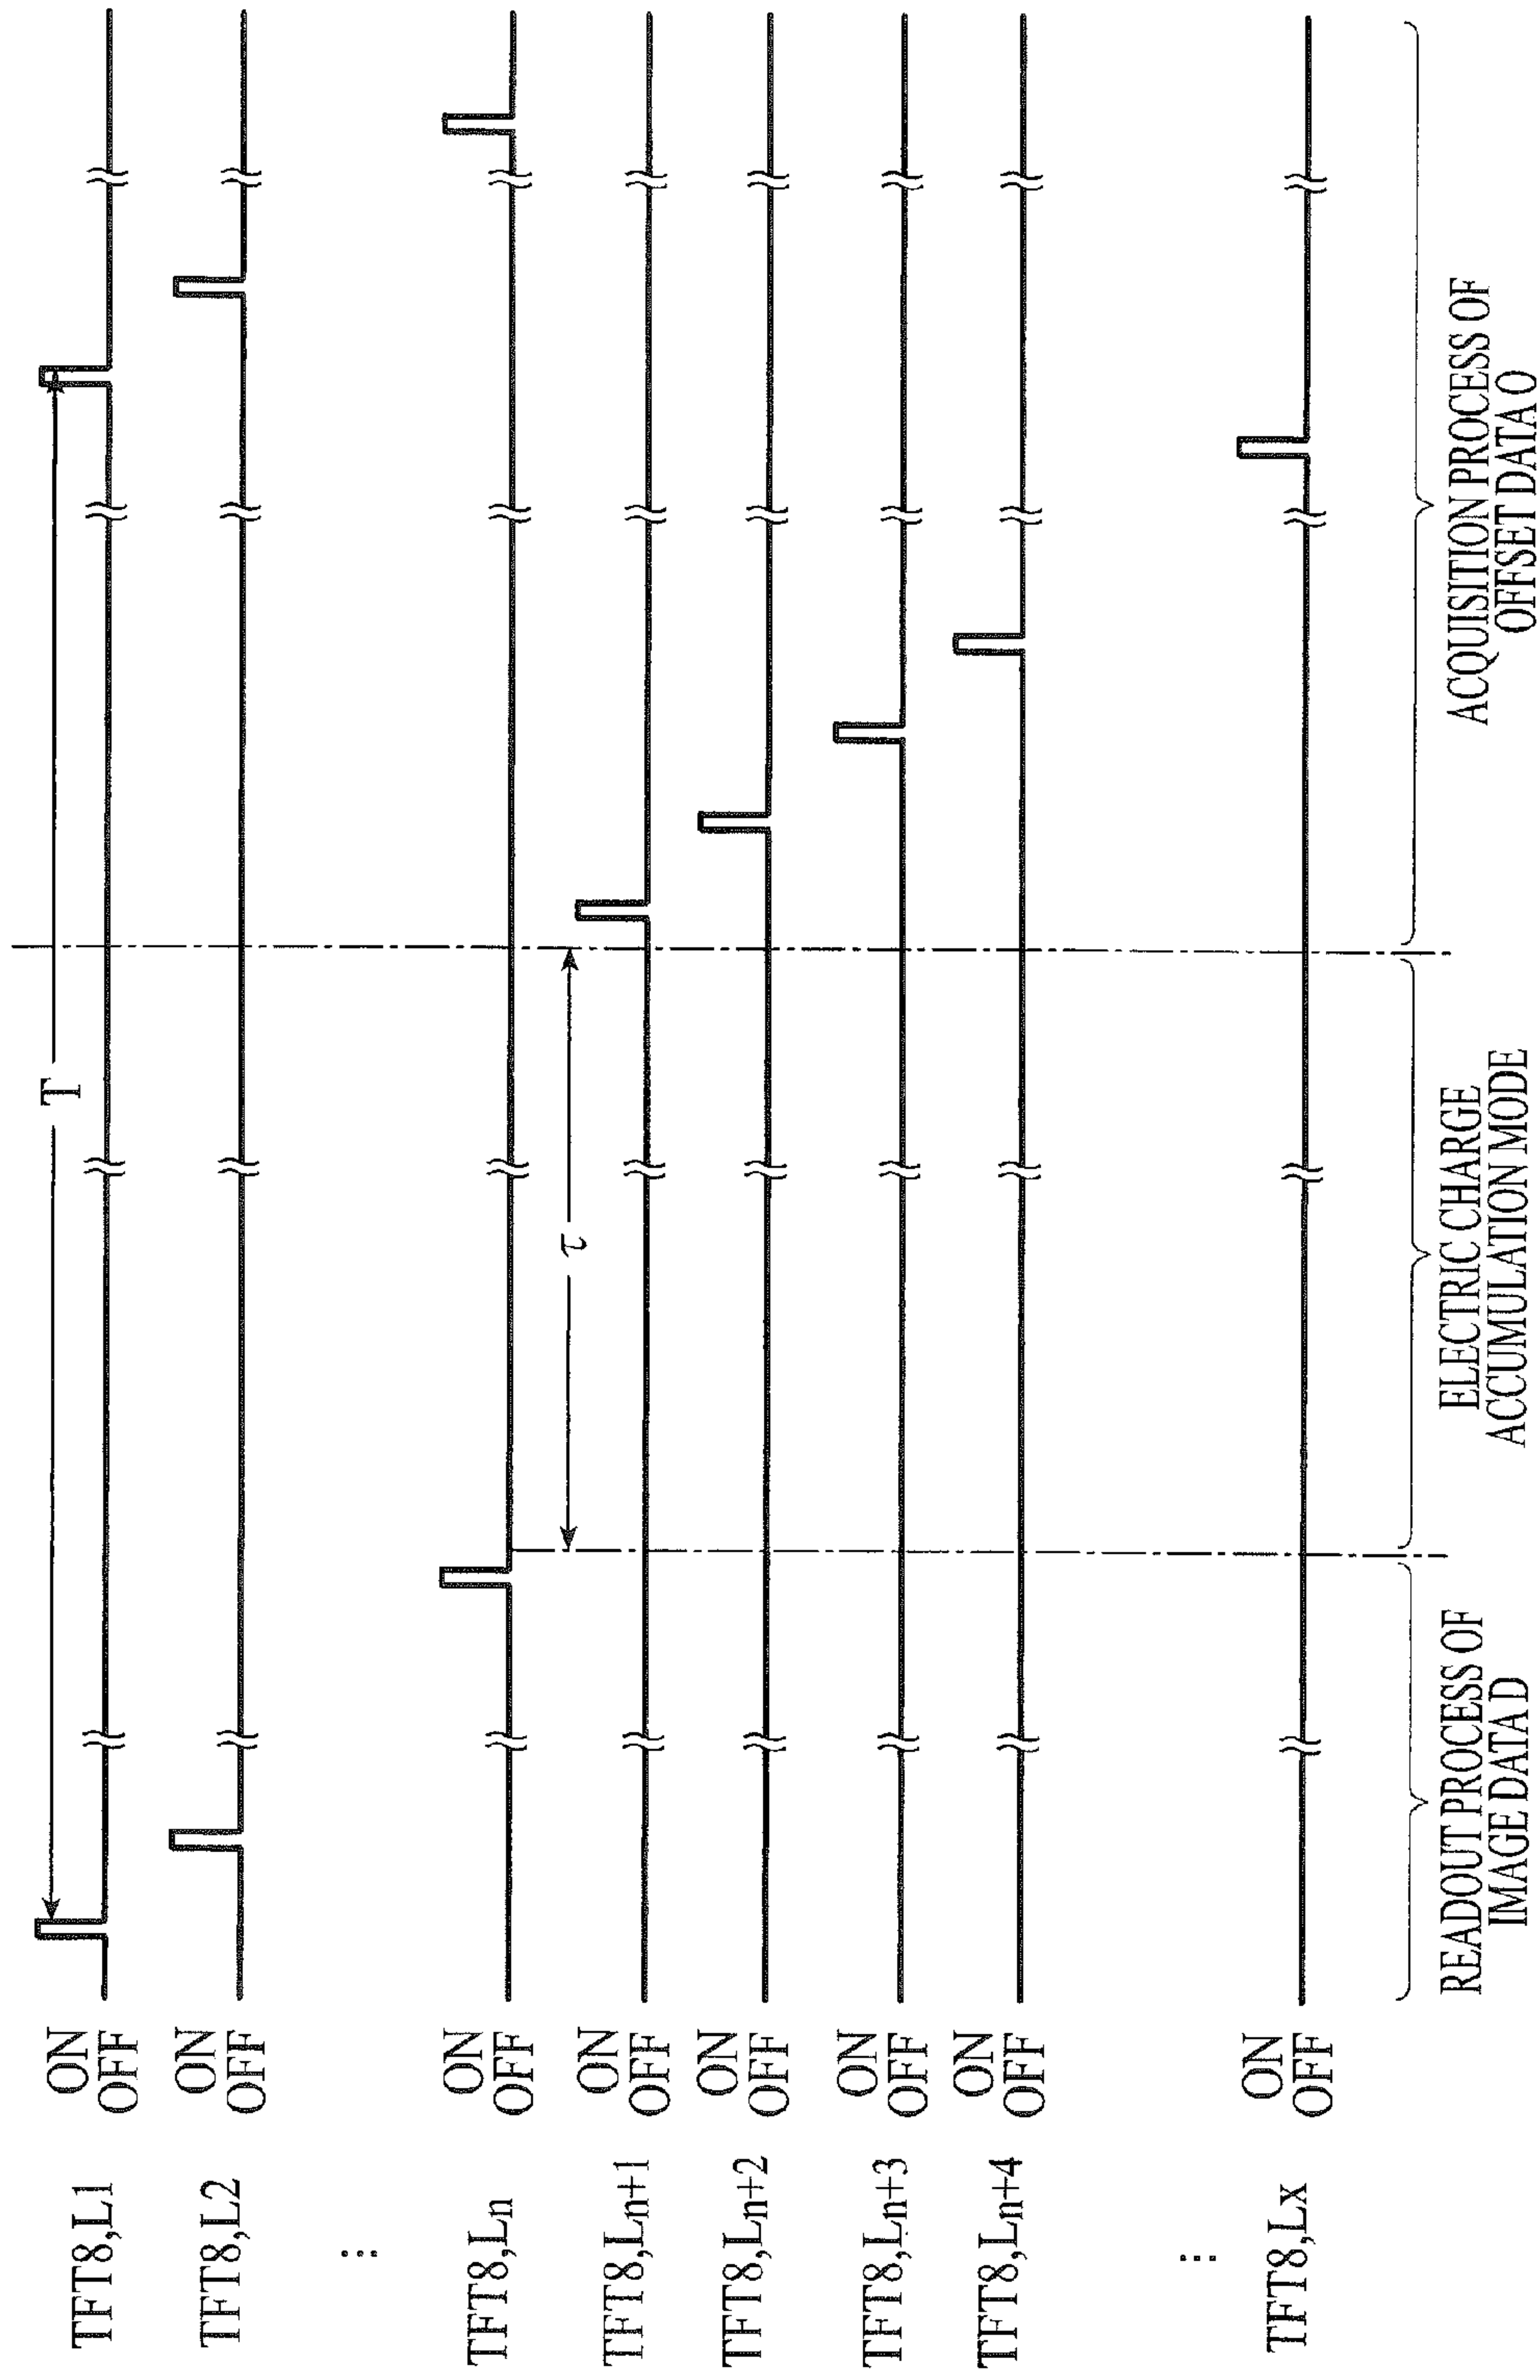 TFT8,L1 ON
OFF
T
TFT8,L2 ON
OFF
⋮
TFT8,Ln ON
OFF
τ
TFT8,Ln+1 ON
OFF
TFT8,Ln+2 ON
OFF
TFT8,Ln+3 ON
OFF
TFT8,Ln+4 ON
OFF
⋮
TFT8,Lx ON
OFF
READOUT PROCESS OF
IMAGE DATA D
ELECTRIC CHARGE
ACCUMULATION MODE
ACQUISITION PROCESS OF
OFFSET DATA O